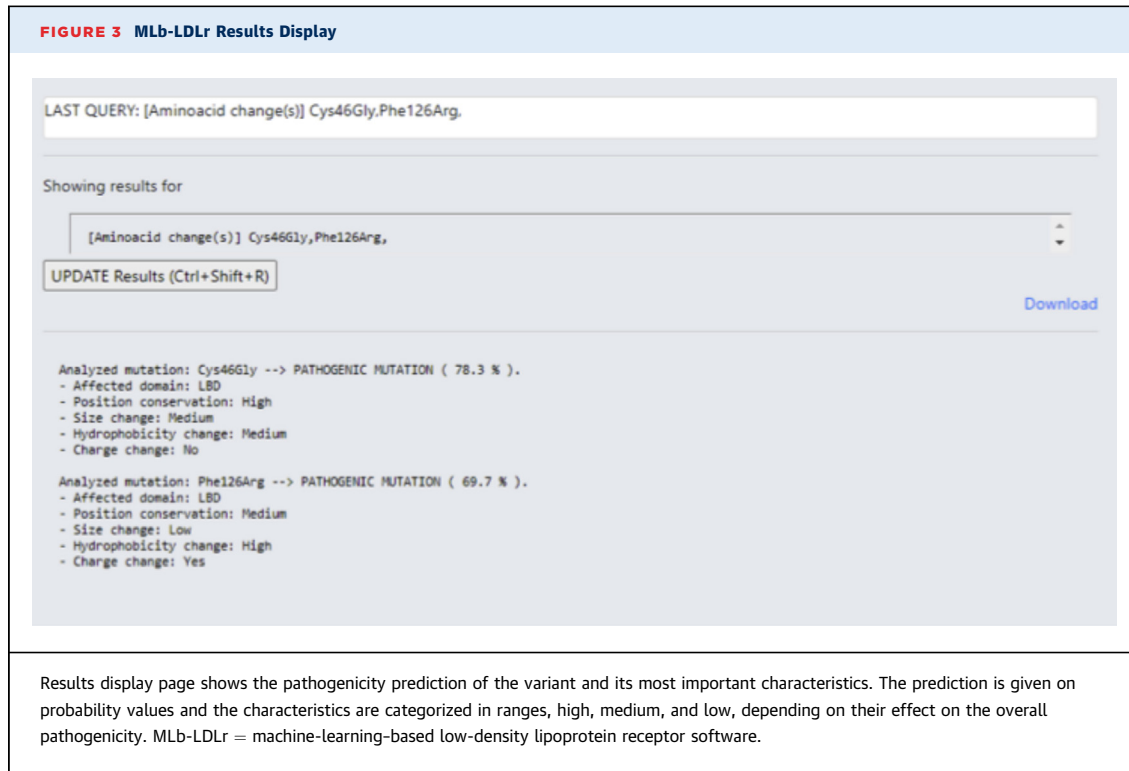 FIGURE 3 MLb-LDLr Results Display
LAST QUERY: [Aminoacid change(s)] Cys46Gly,Phe126Arg,
Showing results for
[Aminoacid change(s)] Cys46Gly,Phe126Arg,
UPDATE Results (Ctrl+Shift+R)
Download
Analyzed mutation: Cys46Gly --> PATHOGENIC MUTATION ( 78.3 % ).
- Affected domain: LBD
- Position conservation: High
- Size change: Medium
- Hydrophobicity change: Medium
- Charge change: No
Analyzed mutation: Phe126Arg --> PATHOGENIC MUTATION ( 69.7 % ).
- Affected domain: LBD
- Position conservation: Medium
- Size change: Low
- Hydrophobicity change: High
- Charge change: Yes
Results display page shows the pathogenicity prediction of the variant and its most important characteristics. The prediction is given on
probability values and the characteristics are categorized in ranges, high, medium, and low, depending on their effect on the overall
pathogenicity. MLb-LDLr = machine-learning–based low-density lipoprotein receptor software.